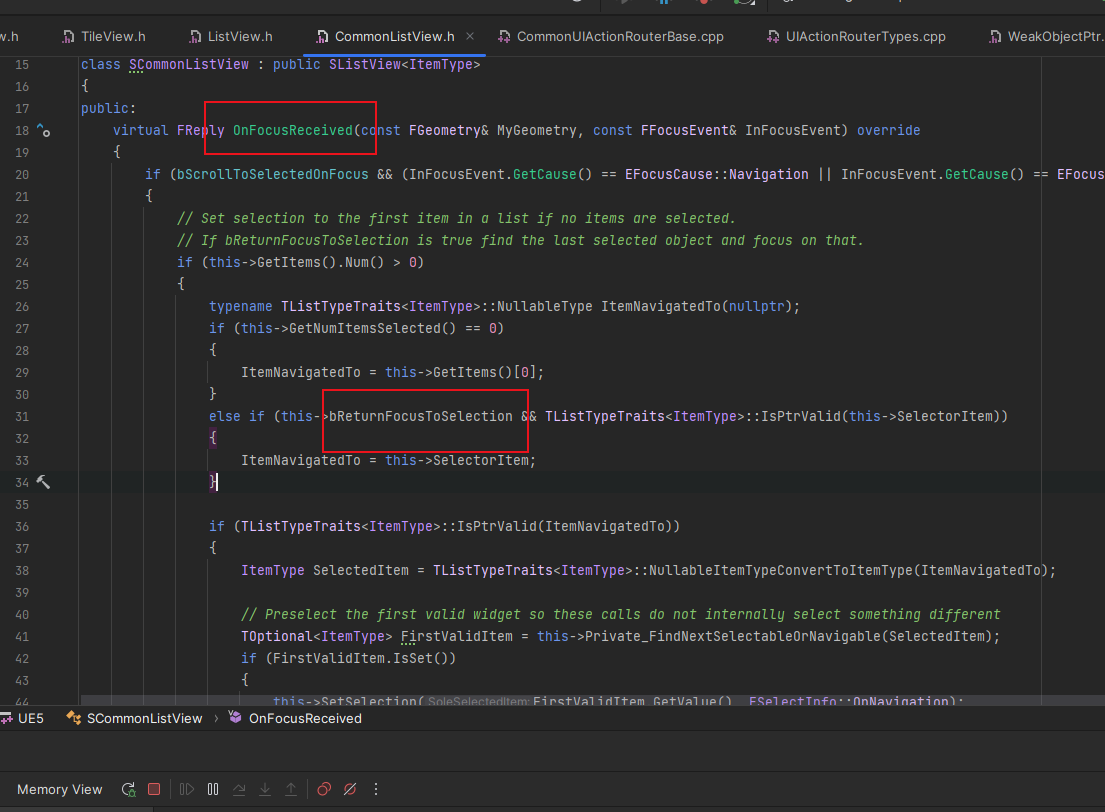 w.h TileView.h ListView.h CommonListView.h CommonUIActionRouterBase.cpp UIActionRouterTypes.cpp WeakObjectPtr.
15 class SCommonListView : public SListView<ItemType>
16 {
17 public:
18 virtual FReply OnFocusReceived(const FGeometry& MyGeometry, const FFocusEvent& InFocusEvent) override
19 {
20 if (bScrollToSelectedOnFocus && (InFocusEvent.GetCause() == EFocusCause::Navigation || InFocusEvent.GetCause() == EFocus
21 {
22 // Set selection to the first item in a list if no items are selected.
23 // If bReturnFocusToSelection is true find the last selected object and focus on that.
24 if (this->GetItems().Num() > 0)
25 {
26 typename TListTypeTraits<ItemType>::NullableType ItemNavigatedTo(nullptr);
27 if (this->GetNumItemsSelected() == 0)
28 {
29 ItemNavigatedTo = this->GetItems()[0];
30 }
31 else if (this->bReturnFocusToSelection && TListTypeTraits<ItemType>::IsPtrValid(this->SelectorItem))
32 {
33 ItemNavigatedTo = this->SelectorItem;
34 }
35
36 if (TListTypeTraits<ItemType>::IsPtrValid(ItemNavigatedTo))
37 {
38 ItemType SelectedItem = TListTypeTraits<ItemType>::NullableItemTypeConvertToItemType(ItemNavigatedTo);
39
40 // Preselect the first valid widget so these calls do not internally select something different
41 TOptional<ItemType> FirstValidItem = this->Private_FindNextSelectableOrNavigable(SelectedItem);
42 if (FirstValidItem.IsSet())
43 {
44 this->SetSelection(SoleSelectedItem:FirstValidItem.GetValue(), ESelectInfo::OnNavigation);
UE5 SCommonListView › OnFocusReceived
Memory View